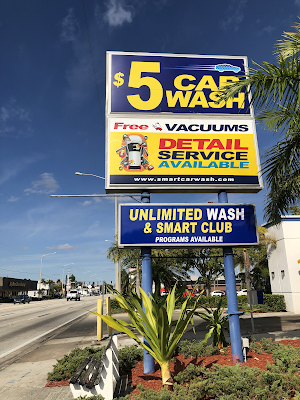 $5 CAR
WASH
Free VACUUMS
DETAIL
SERVICE
AVAILABLE
www.smartcarwash.com
UNLIMITED WASH
& SMART CLUB
PROGRAMS AVAILABLE